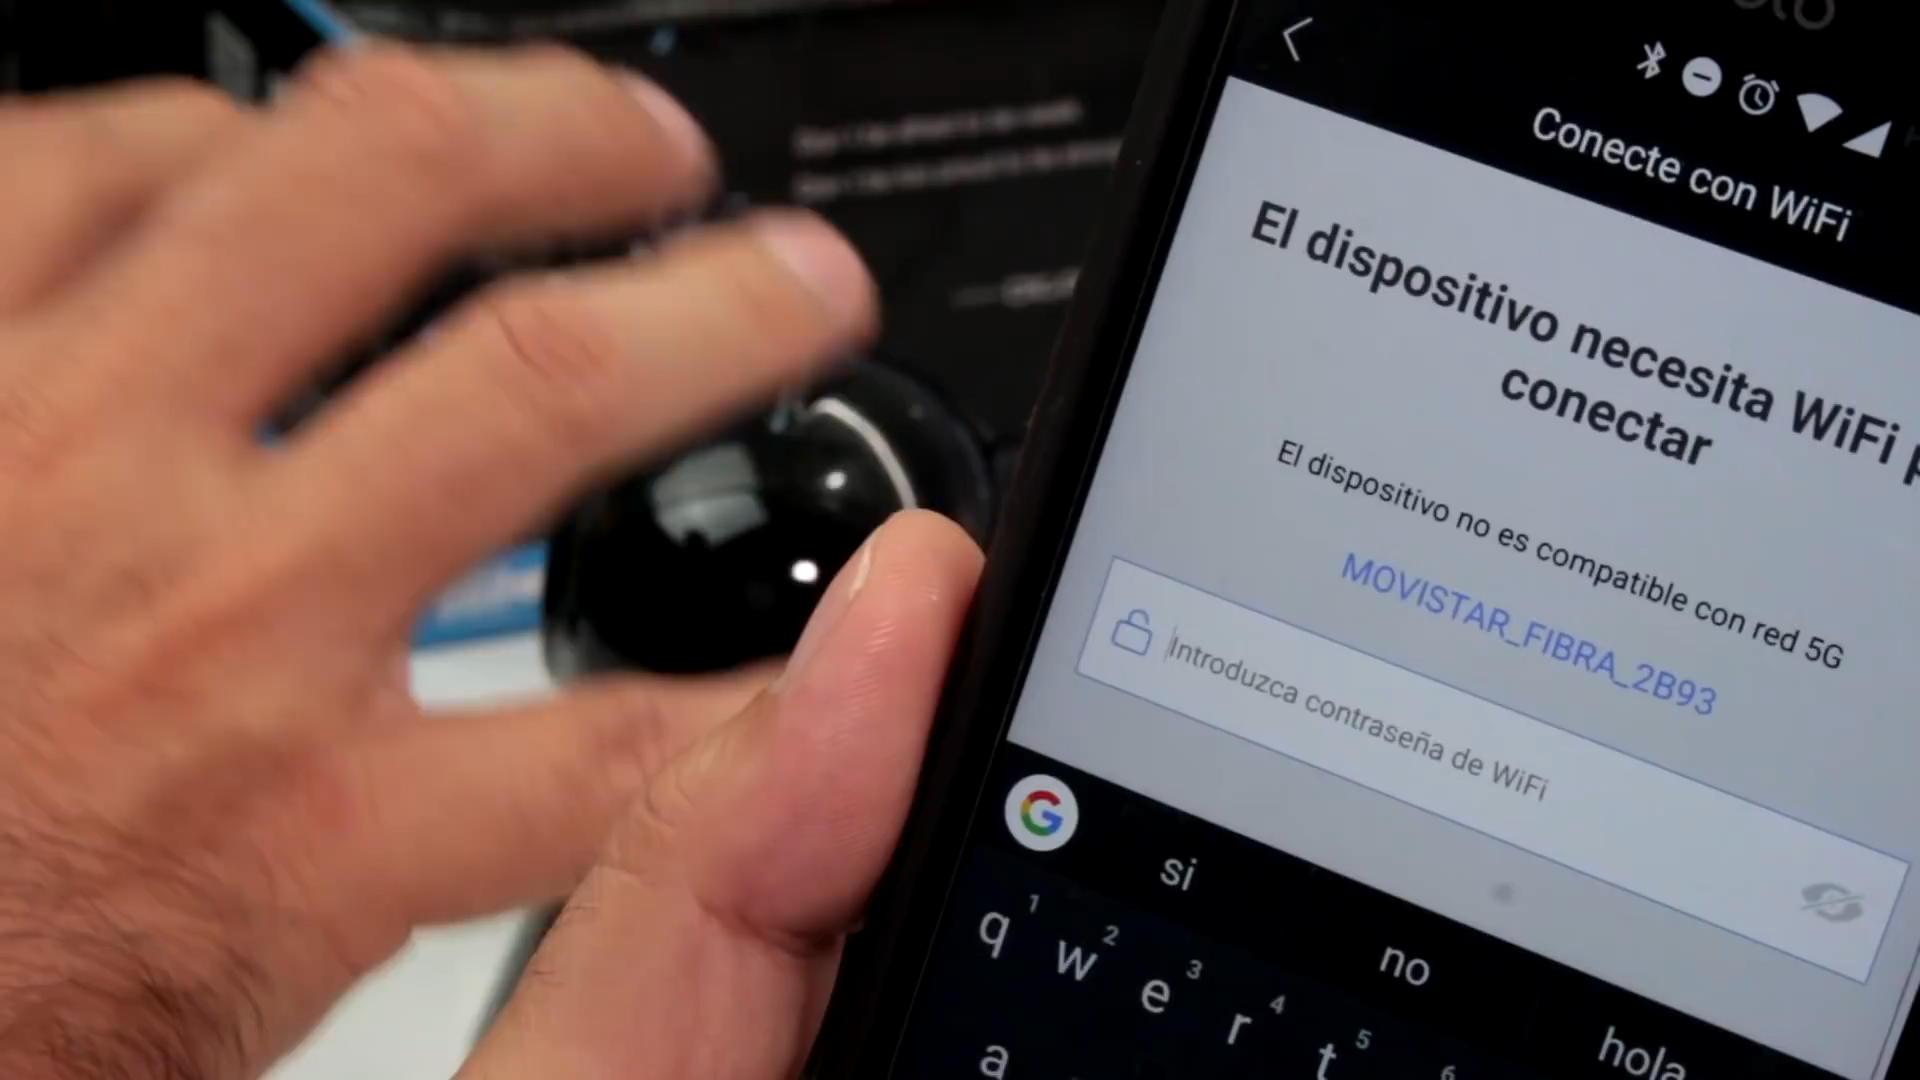 Conecte con WiFi
El dispositivo necesita WiFi
conectar
El dispositivo no es compatible con red 5G
MOVISTAR_FIBRA_2B93
Introduzca contraseña de WiFi
G
si no hola
1 2 3 4 5 6
q w e r t
a